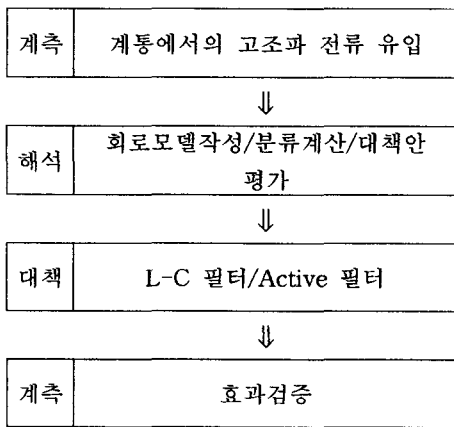 계측 계통에서의 고조파 전류 유입
⇓
해석 회로모델작성/분류계산/대책안
평가
⇓
대책 L-C 필터/Active 필터
⇓
계측 효과검증